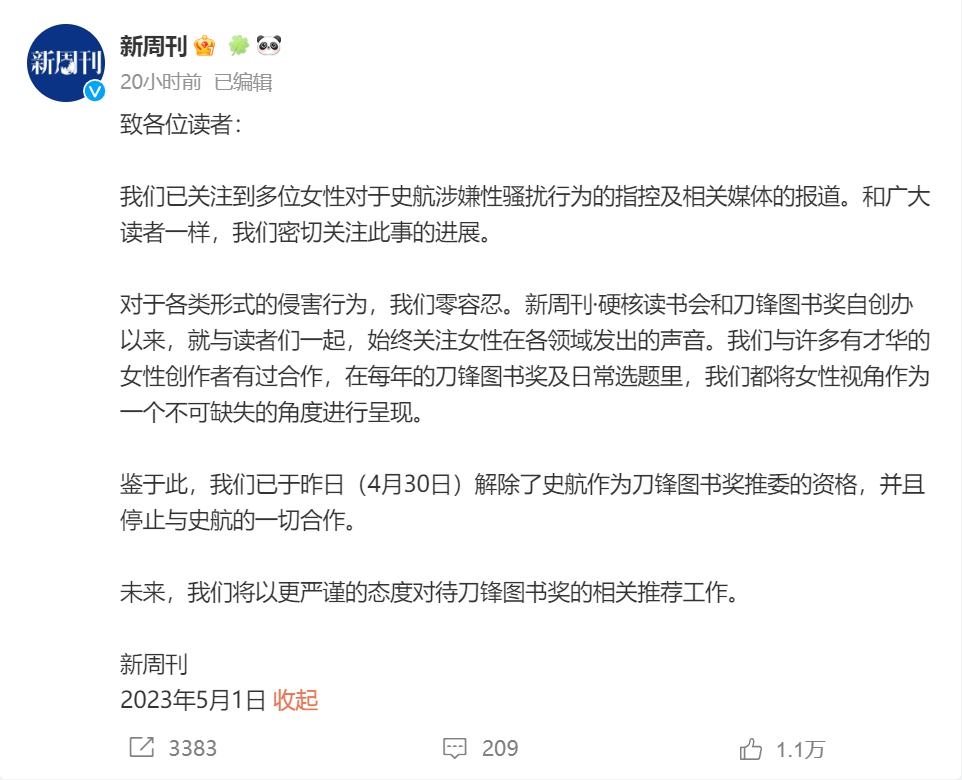 新周刊
新周刊
20小时前 已编辑
致各位读者：
我们已关注到多位女性对于史航涉嫌性骚扰行为的指控及相关媒体的报道。和广大
读者一样，我们密切关注此事的进展。
对于各类形式的侵害行为，我们零容忍。新周刊·硬核读书会和刀锋图书奖自创办
以来，就与读者们一起，始终关注女性在各领域发出的声音。我们与许多有才华的
女性创作者有过合作，在每年的刀锋图书奖及日常选题里，我们都将女性视角作为
一个不可缺失的角度进行呈现。
鉴于此，我们已于昨日（4月30日）解除了史航作为刀锋图书奖推委的资格，并且
停止与史航的一切合作。
未来，我们将以更严谨的态度对待刀锋图书奖的相关推荐工作。
新周刊
2023年5月1日 收起
3383 209 1.1万